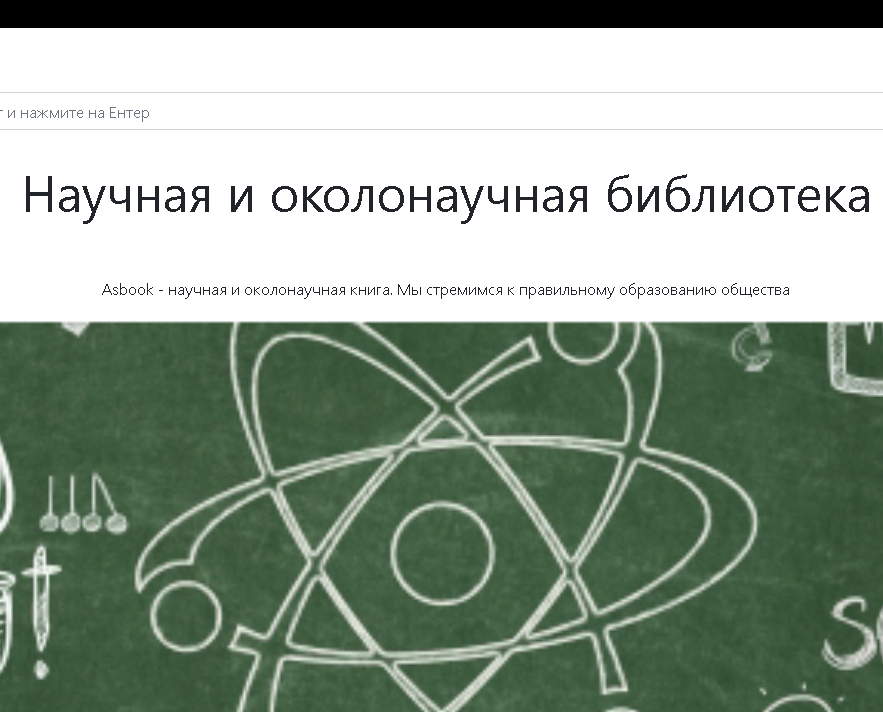 и нажмите на Ентер
Научная и околонаучная библиотека
Asbook - научная и околонаучная книга. Мы стремимся к правильному образованию общества